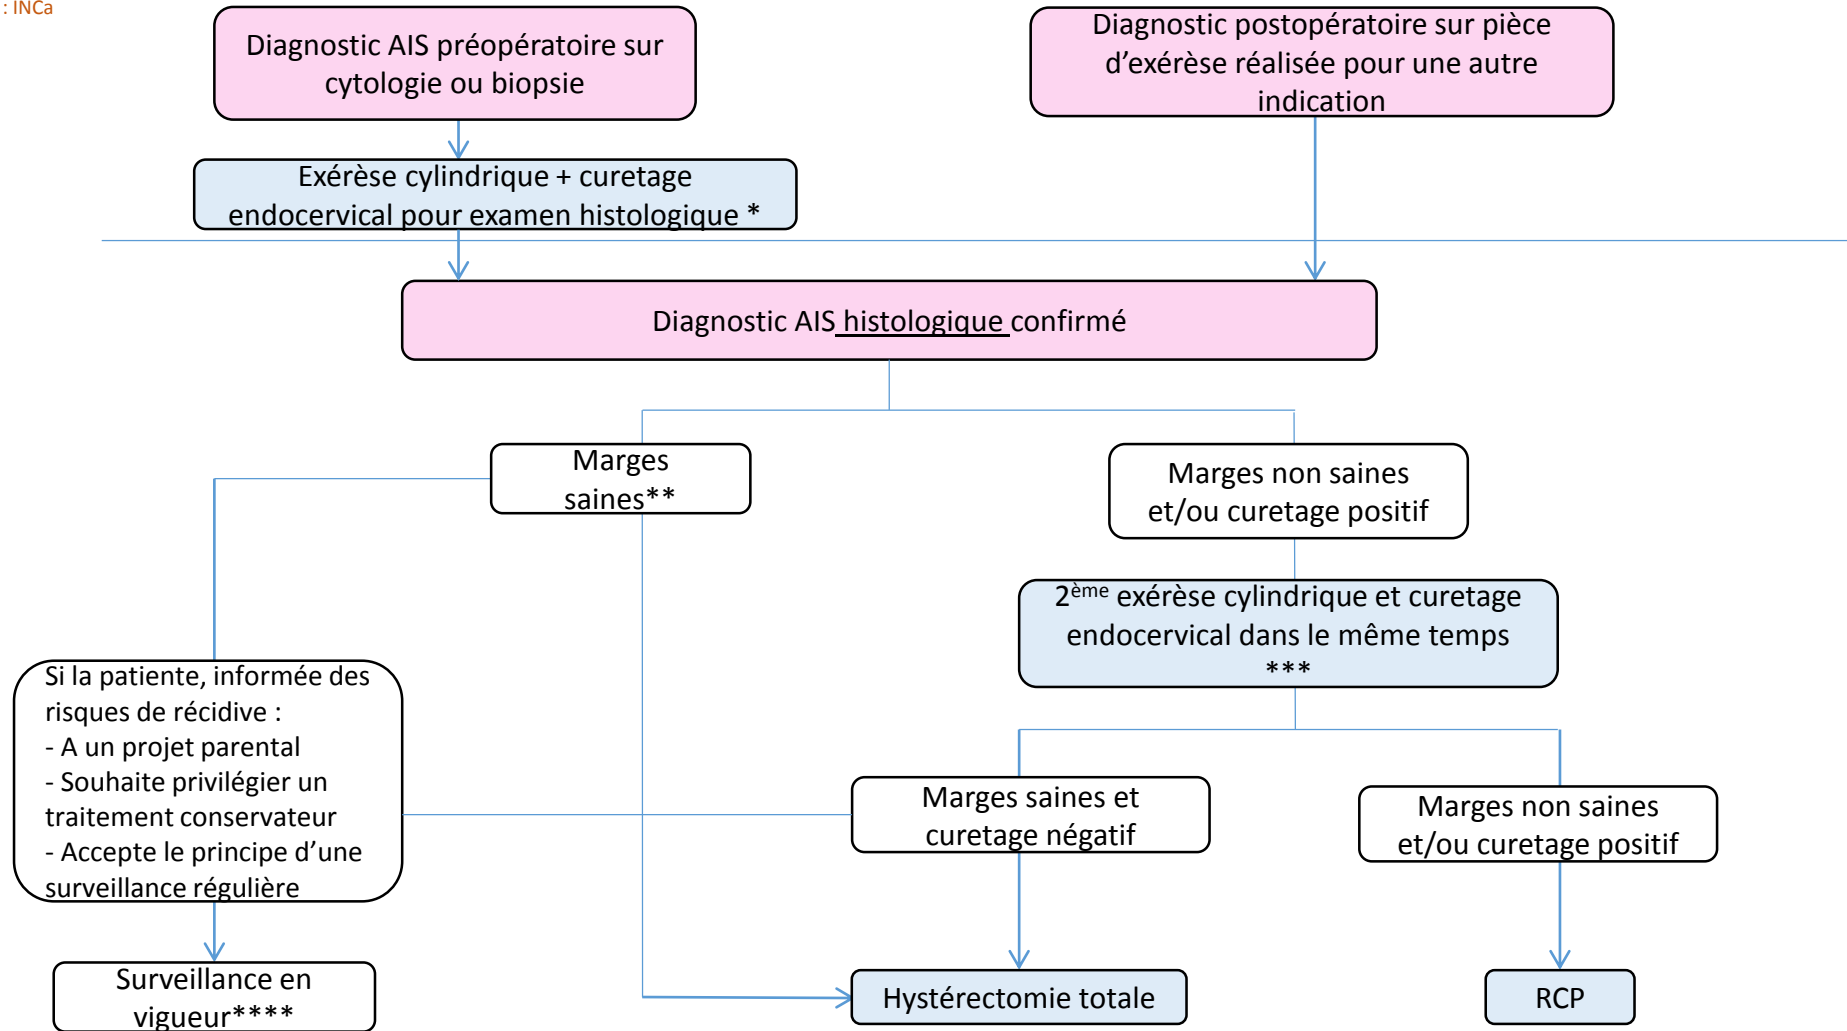 : INCa
Diagnostic AIS préopératoire sur
cytologie ou biopsie
Diagnostic postopératoire sur pièce
d’exérèse réalisée pour une autre
indication
Exérèse cylindrique + curetage
endocervical pour examen histologique *
Diagnostic AIS histologique confirmé
Marges
saines**
Marges non saines
et/ou curetage positif
2ème exérèse cylindrique et curetage
endocervical dans le même temps
***
Si la patiente, informée des
risques de récidive :
- A un projet parental
- Souhaite privilégier un
traitement conservateur
- Accepte le principe d’une
surveillance régulière
Marges saines et
curetage négatif
Marges non saines
et/ou curetage positif
Surveillance en
vigueur****
Hystérectomie totale
RCP